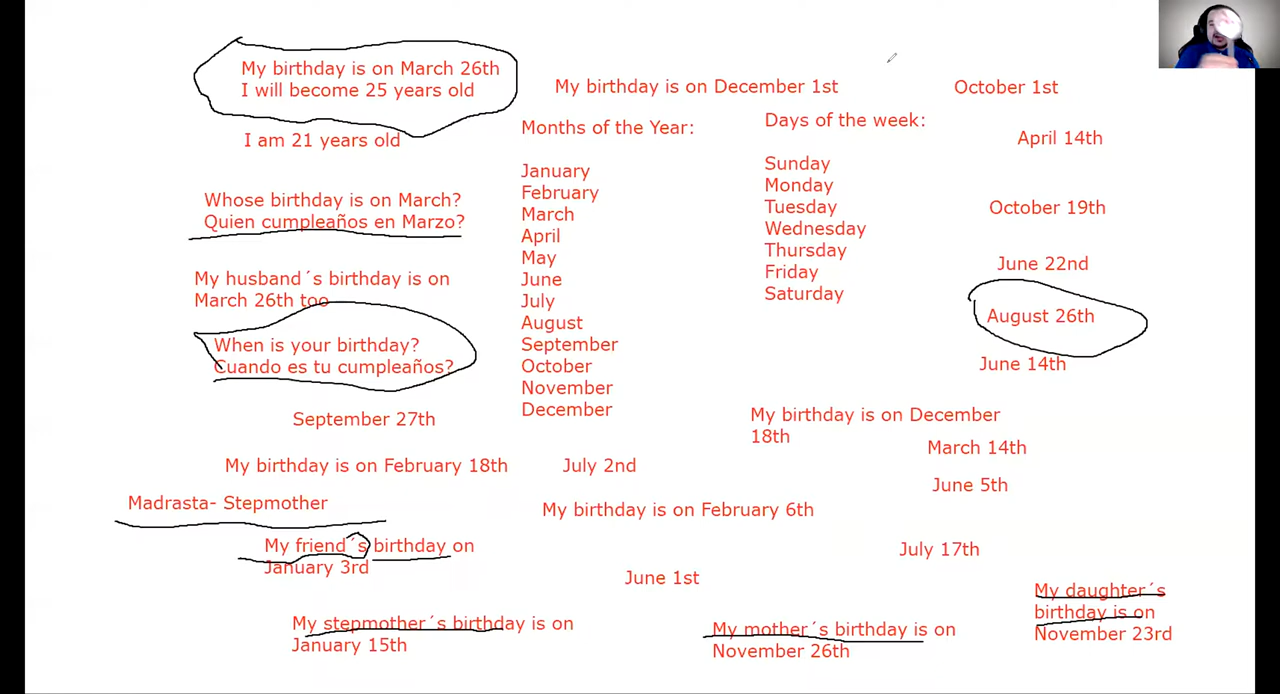 My birthday is on March 26th
I will become 25 years old
I am 21 years old
Whose birthday is on March?
Quien cumpleaños en Marzo?
My husband´s birthday is on
March 26th too
When is your birthday?
Cuando es tu cumpleaños?
September 27th
My birthday is on February 18th
Madrasta- Stepmother
My friend´s birthday on
January 3rd
My stepmother´s birthday is on
January 15th
My birthday is on December 1st
Months of the Year:
January
February
March
April
May
June
July
August
September
October
November
December
July 2nd
My birthday is on February 6th
June 1st
Days of the week:
Sunday
Monday
Tuesday
Wednesday
Thursday
Friday
Saturday
My birthday is on December
18th
My mother´s birthday is on
November 26th
October 1st
April 14th
October 19th
June 22nd
August 26th
June 14th
March 14th
June 5th
July 17th
My daughter´s
birthday is on
November 23rd